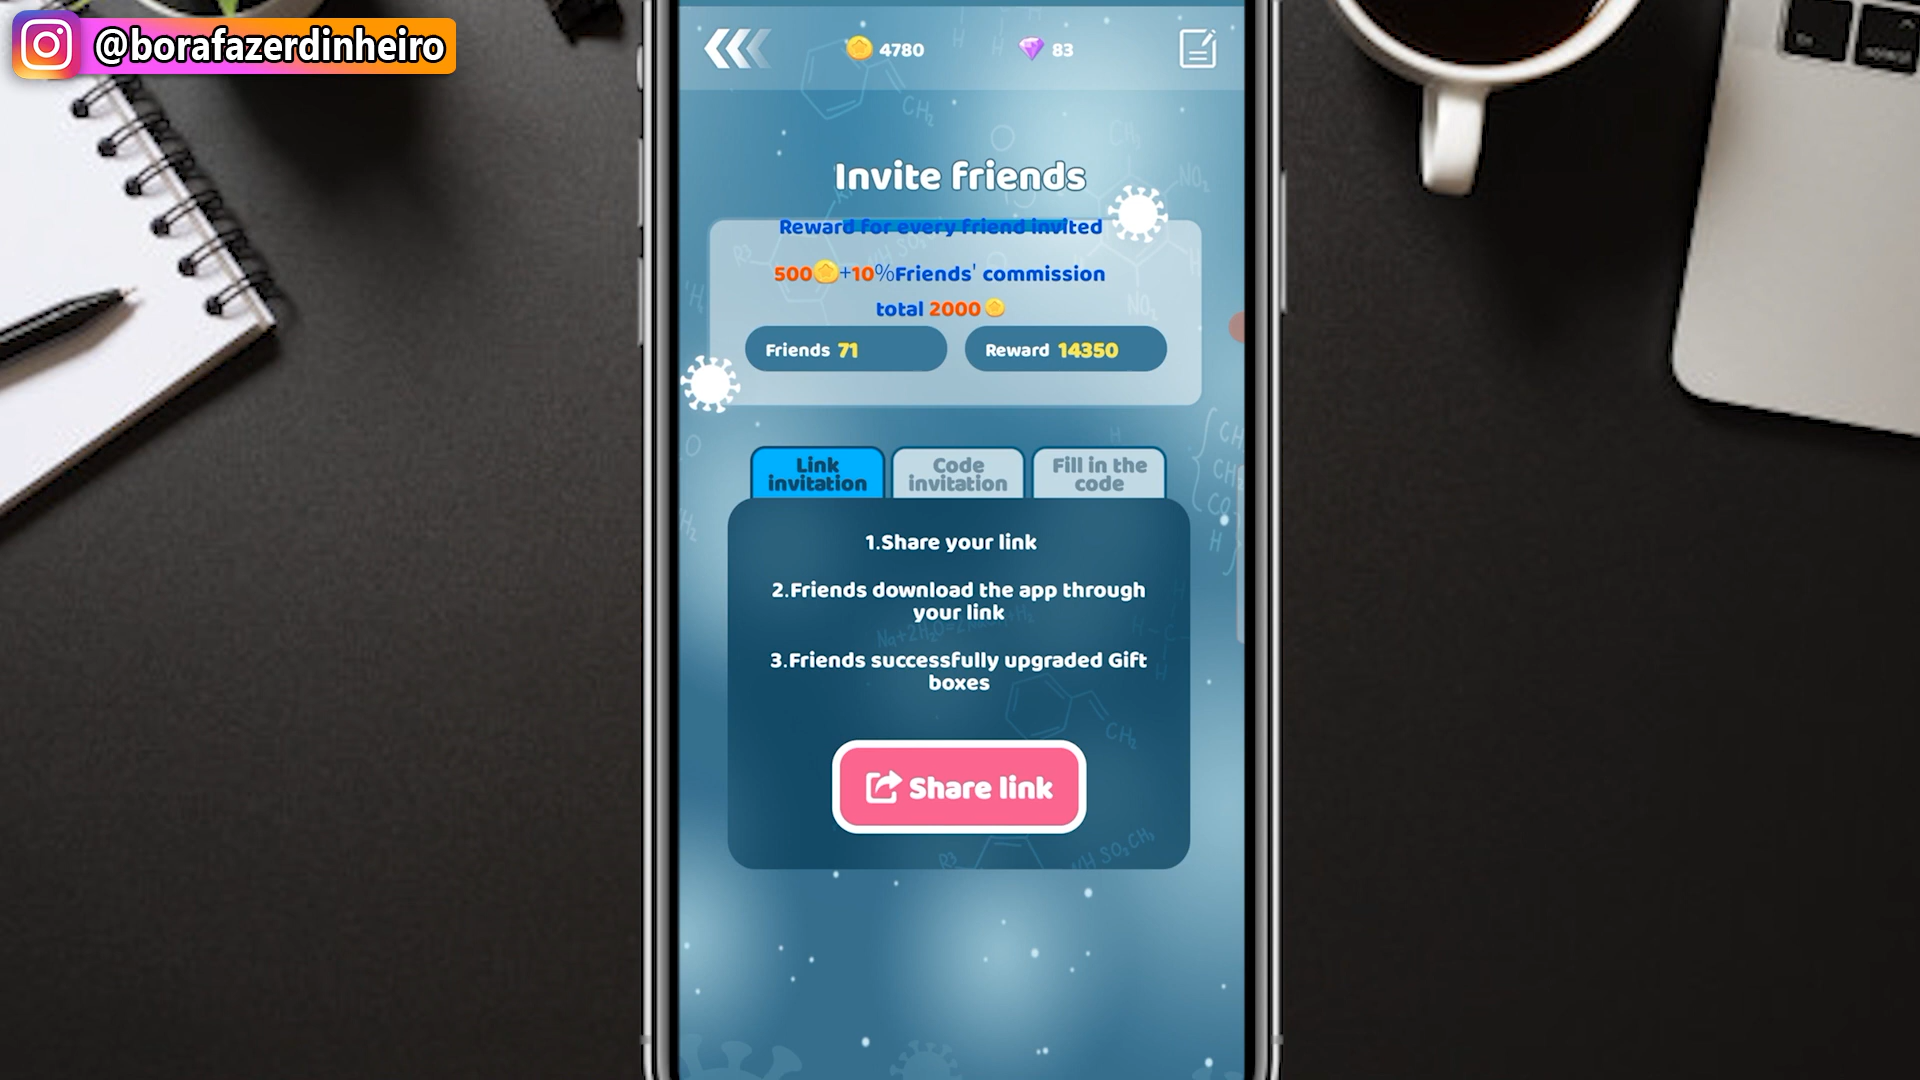 @borafazerdinheiro
4780
83
Invite friends
Reward for every friend invited
500+10%Friends' commission
total 2000
Friends 71
Reward 14350
Link invitation
Code invitation
Fill in the code
1.Share your link
2.Friends download the app through
your link
3.Friends successfully upgraded Gift
boxes
Share link